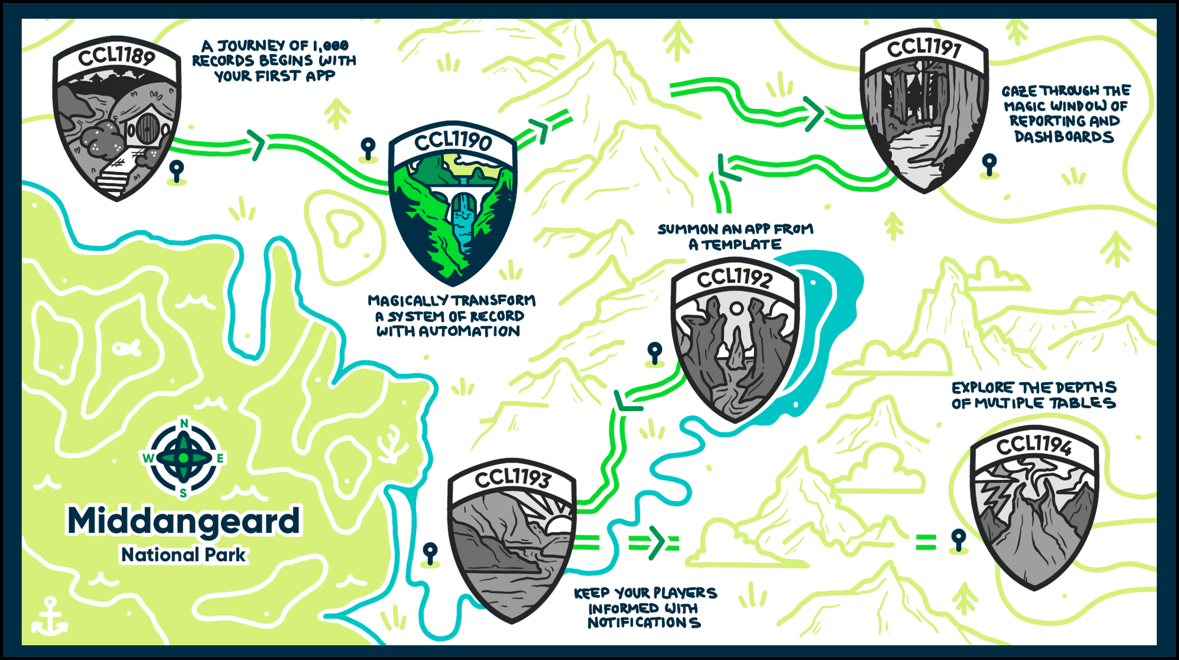 CCL1189
A JOURNEY OF 1,000
RECORDS BEGINS WITH
YOUR FIRST APP
CCL1190
MAGICALLY TRANSFORM
A SYSTEM OF RECORD
WITH AUTOMATION
CCL1191
GAZE THROUGH THE
MAGIC WINDOW OF
REPORTING AND
DASHBOARDS
SUMMON AN APP FROM
A TEMPLATE
CCL1192
CCL1193
KEEP YOUR PLAYERS
INFORMED WITH
NOTIFICATIONS
EXPLORE THE DEPTHS
OF MULTIPLE TABLES
CCL1194
N
W E
S
Middangeard
National Park